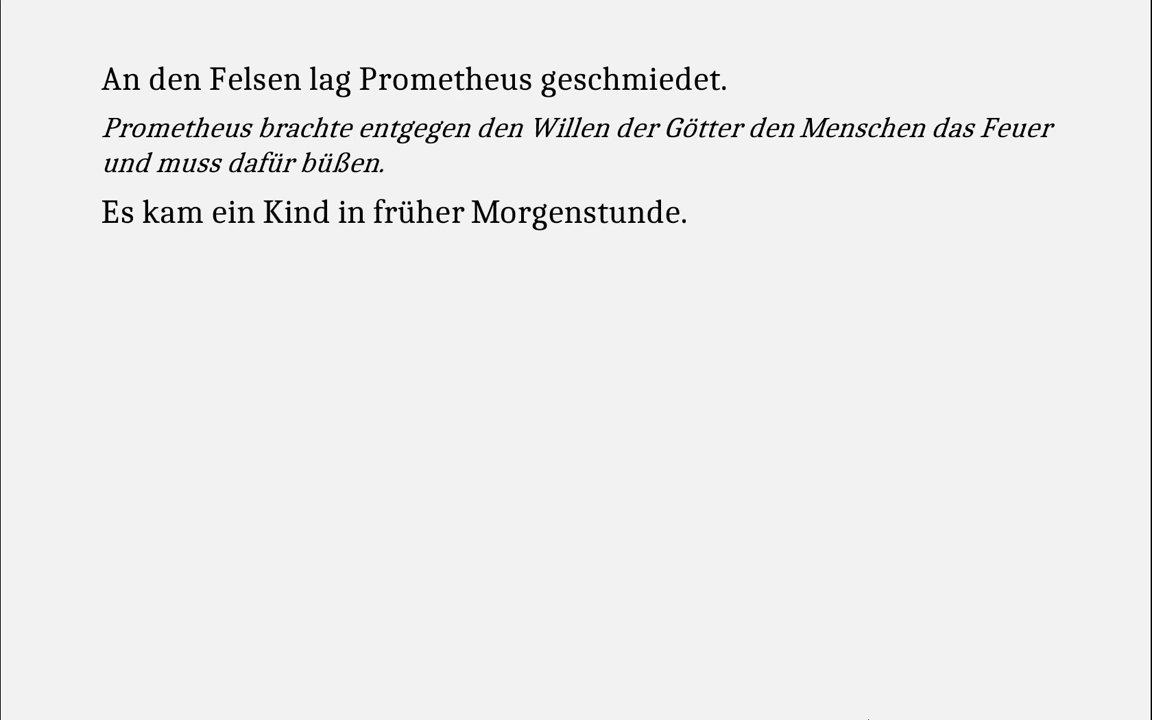 An den Felsen lag Prometheus geschmiedet.
Prometheus brachte entgegen den Willen der Götter den Menschen das Feuer
und muss dafür büßen.
Es kam ein Kind in früher Morgenstunde.